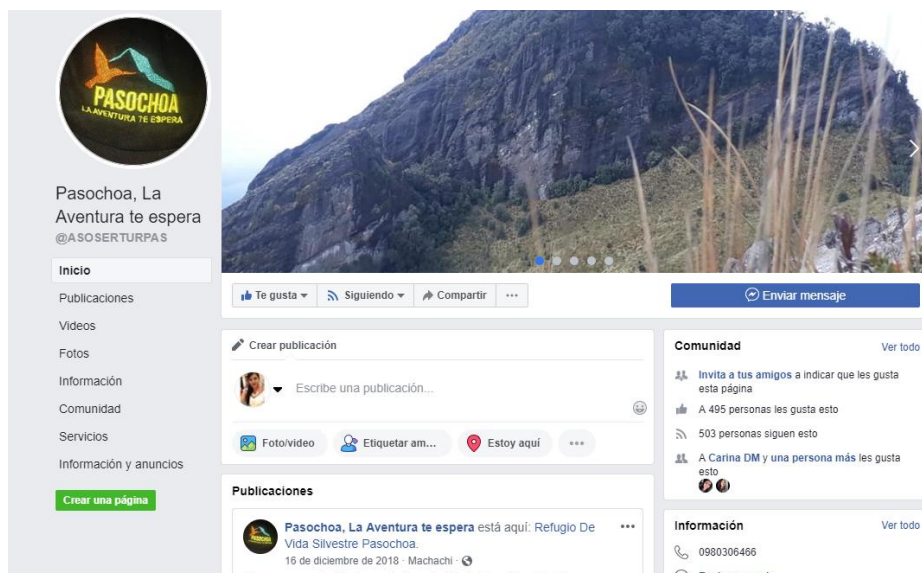 PASOCHOA
LA AVENTURA TE ESPERA
Pasochoa, La
Aventura te espera
@ASOSERTURPAS
Inicio
Publicaciones
Videos
Fotos
Información
Comunidad
Servicios
Información y anuncios
Crear una página
Te gusta
Siguiendo
Compartir
Enviar mensaje
Crear publicación
Escribe una publicación...
Foto/video
Etiquetar am...
Estoy aquí
Publicaciones
Pasochoa, La Aventura te espera está aquí: Refugio De
Vida Silvestre Pasochoa.
16 de diciembre de 2018 · Machachi ·
Comunidad
Ver todo
Invita a tus amigos a indicar que les gusta
esta página
A 495 personas les gusta esto
503 personas siguen esto
A Carina DM y una persona más les gusta
esto
Información
Ver todo
0980306466